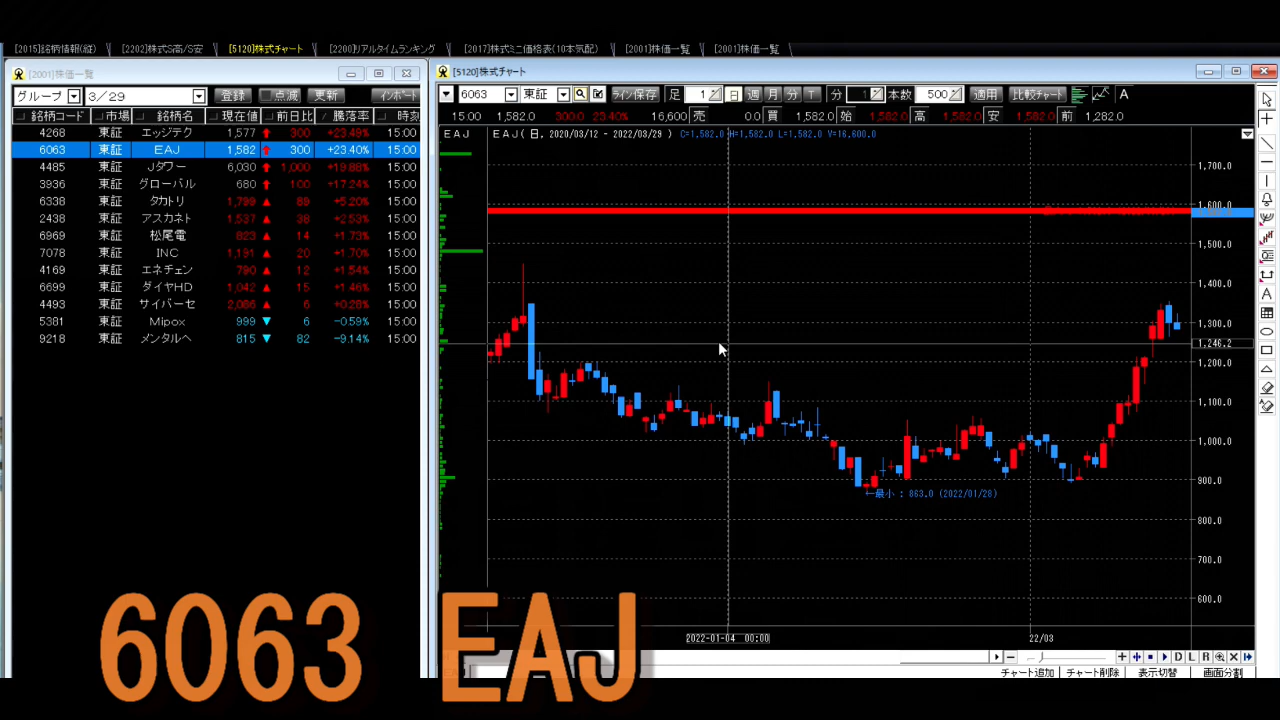 [2015]銘柄情報(縦) [2202]株式S高/S安 [5120]株式チャート [2200]リアルタイムランキング [2017]株式ミニ価格表(10本気配) [2001]株価一覧 [2001]株価一覧
[2001]株価一覧
グループ 3/29 登録 点滅 更新 インポート
銘柄コード 市場 銘柄名 現在値 前日比 騰落率 時刻
4268 東証 エッジテク 1,577 300 +23.49% 15:00
6063 東証 EAJ 1,582 300 +23.40% 15:00
4485 東証 Jタワー 6,030 1,000 +19.88% 15:00
3936 東証 グローバル 680 100 +17.24% 15:00
6338 東証 タカトリ 1,799 89 +5.20% 15:00
2438 東証 アスカネト 1,537 38 +2.53% 15:00
6969 東証 松尾電 823 14 +1.73% 15:00
7078 東証 INC 1,191 20 +1.70% 15:00
4169 東証 エネチェン 790 12 +1.54% 15:00
6699 東証 ダイヤHD 1,042 15 +1.46% 15:00
4493 東証 サイバーセ 2,086 6 +0.28% 15:00
5381 東証 Mipox 999 6 -0.59% 15:00
9218 東証 メンタルヘ 815 82 -9.14% 15:00
[5120]株式チャート
6063 東証 ライン保存 足 1 日 週 月 分 T 分 1 本数 500 適用 比較チャート A
15:00 1,582.0 300.0 23.40% 16,600 売 0.0 買 1,582.0 始 1,582.0 高 1,582.0 安 1,582.0 前 1,282.0
EAJ EAJ( 日, 2020/03/12 - 2022/03/29 ) C=1,582.0 H=1,582.0 L=1,582.0 V=16,600.0
1,700.0
1,600.0
1,500.0
1,400.0
1,300.0
1,246.2
1,200.0
1,100.0
1,000.0
900.0
←最小 : 863.0 (2022/01/28)
800.0
700.0
600.0
2022-01-04 00:00 22/03
D L R
チャート追加 チャート削除 表示切替 画面分割
6063 EAJ